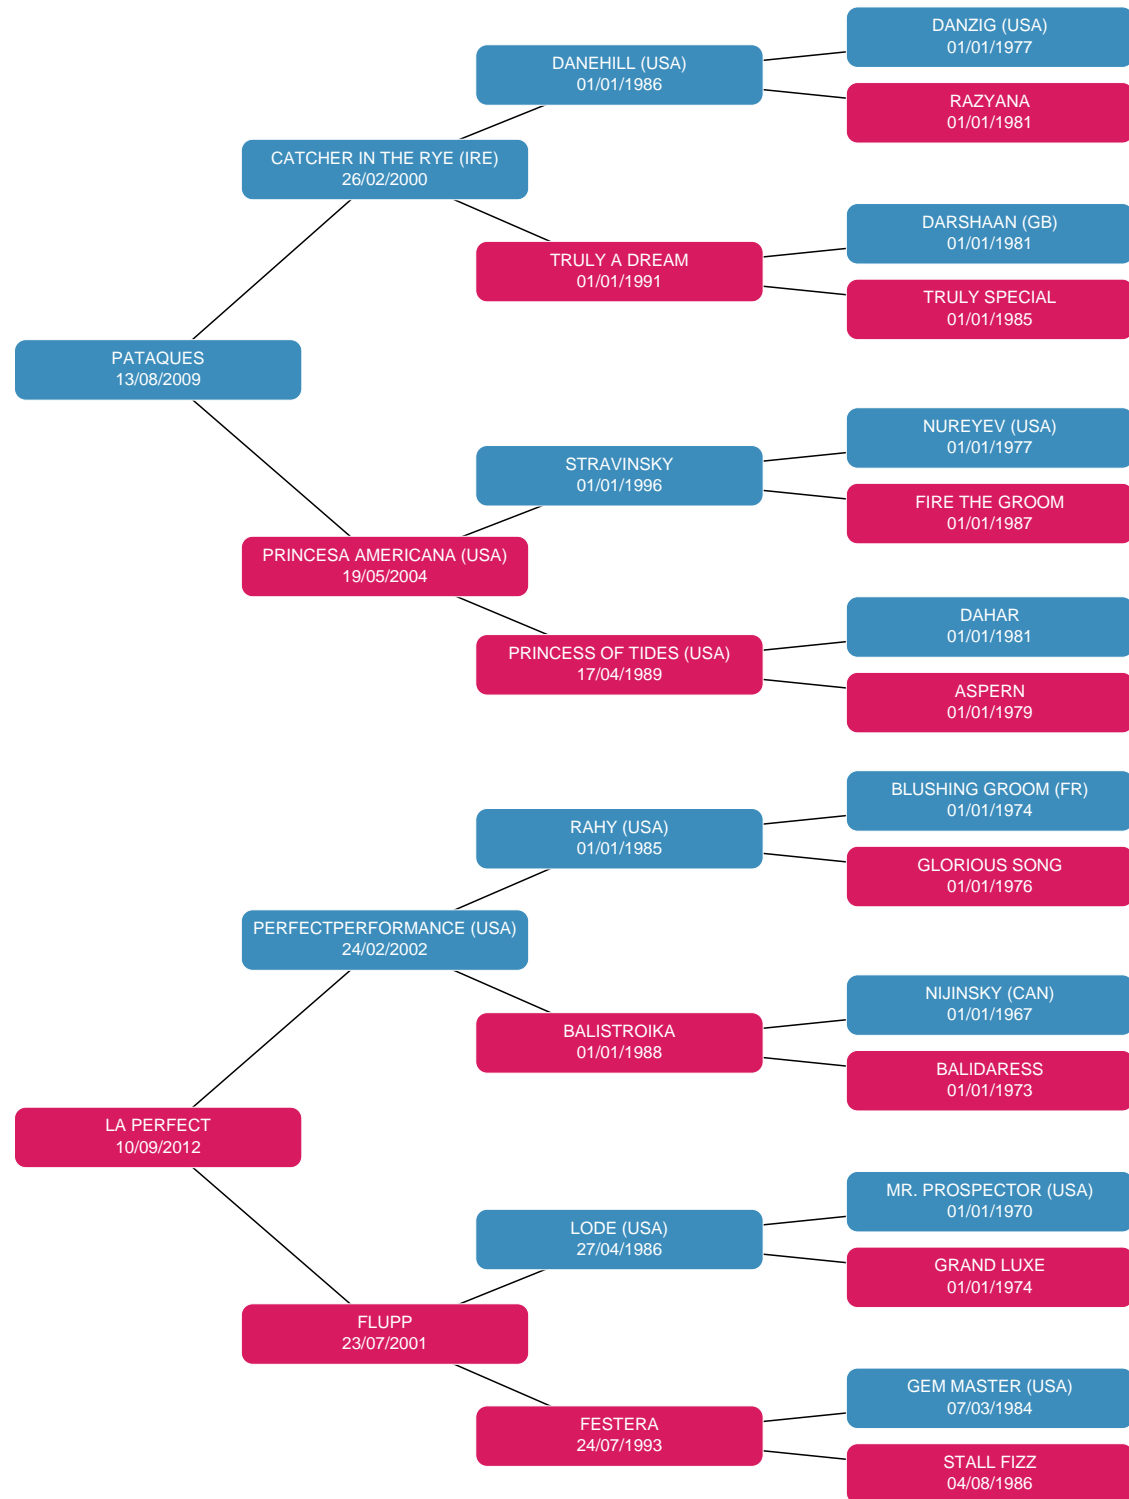 DANZIG (USA)
01/01/1977
DANEHILL (USA)
01/01/1986
RAZYANA
01/01/1981
CATCHER IN THE RYE (IRE)
26/02/2000
DARSHAAN (GB)
01/01/1981
TRULY A DREAM
01/01/1991
TRULY SPECIAL
01/01/1985
PATAQUES
13/08/2009
NUREYEV (USA)
01/01/1977
STRAVINSKY
01/01/1996
FIRE THE GROOM
01/01/1987
PRINCESA AMERICANA (USA)
19/05/2004
DAHAR
01/01/1981
PRINCESS OF TIDES (USA)
17/04/1989
ASPERN
01/01/1979
BLUSHING GROOM (FR)
01/01/1974
RAHY (USA)
01/01/1985
GLORIOUS SONG
01/01/1976
PERFECTPERFORMANCE (USA)
24/02/2002
NIJINSKY (CAN)
01/01/1967
BALISTROIKA
01/01/1988
BALIDARESS
01/01/1973
LA PERFECT
10/09/2012
MR. PROSPECTOR (USA)
01/01/1970
LODE (USA)
27/04/1986
GRAND LUXE
01/01/1974
FLUPP
23/07/2001
GEM MASTER (USA)
07/03/1984
FESTERA
24/07/1993
STALL FIZZ
04/08/1986